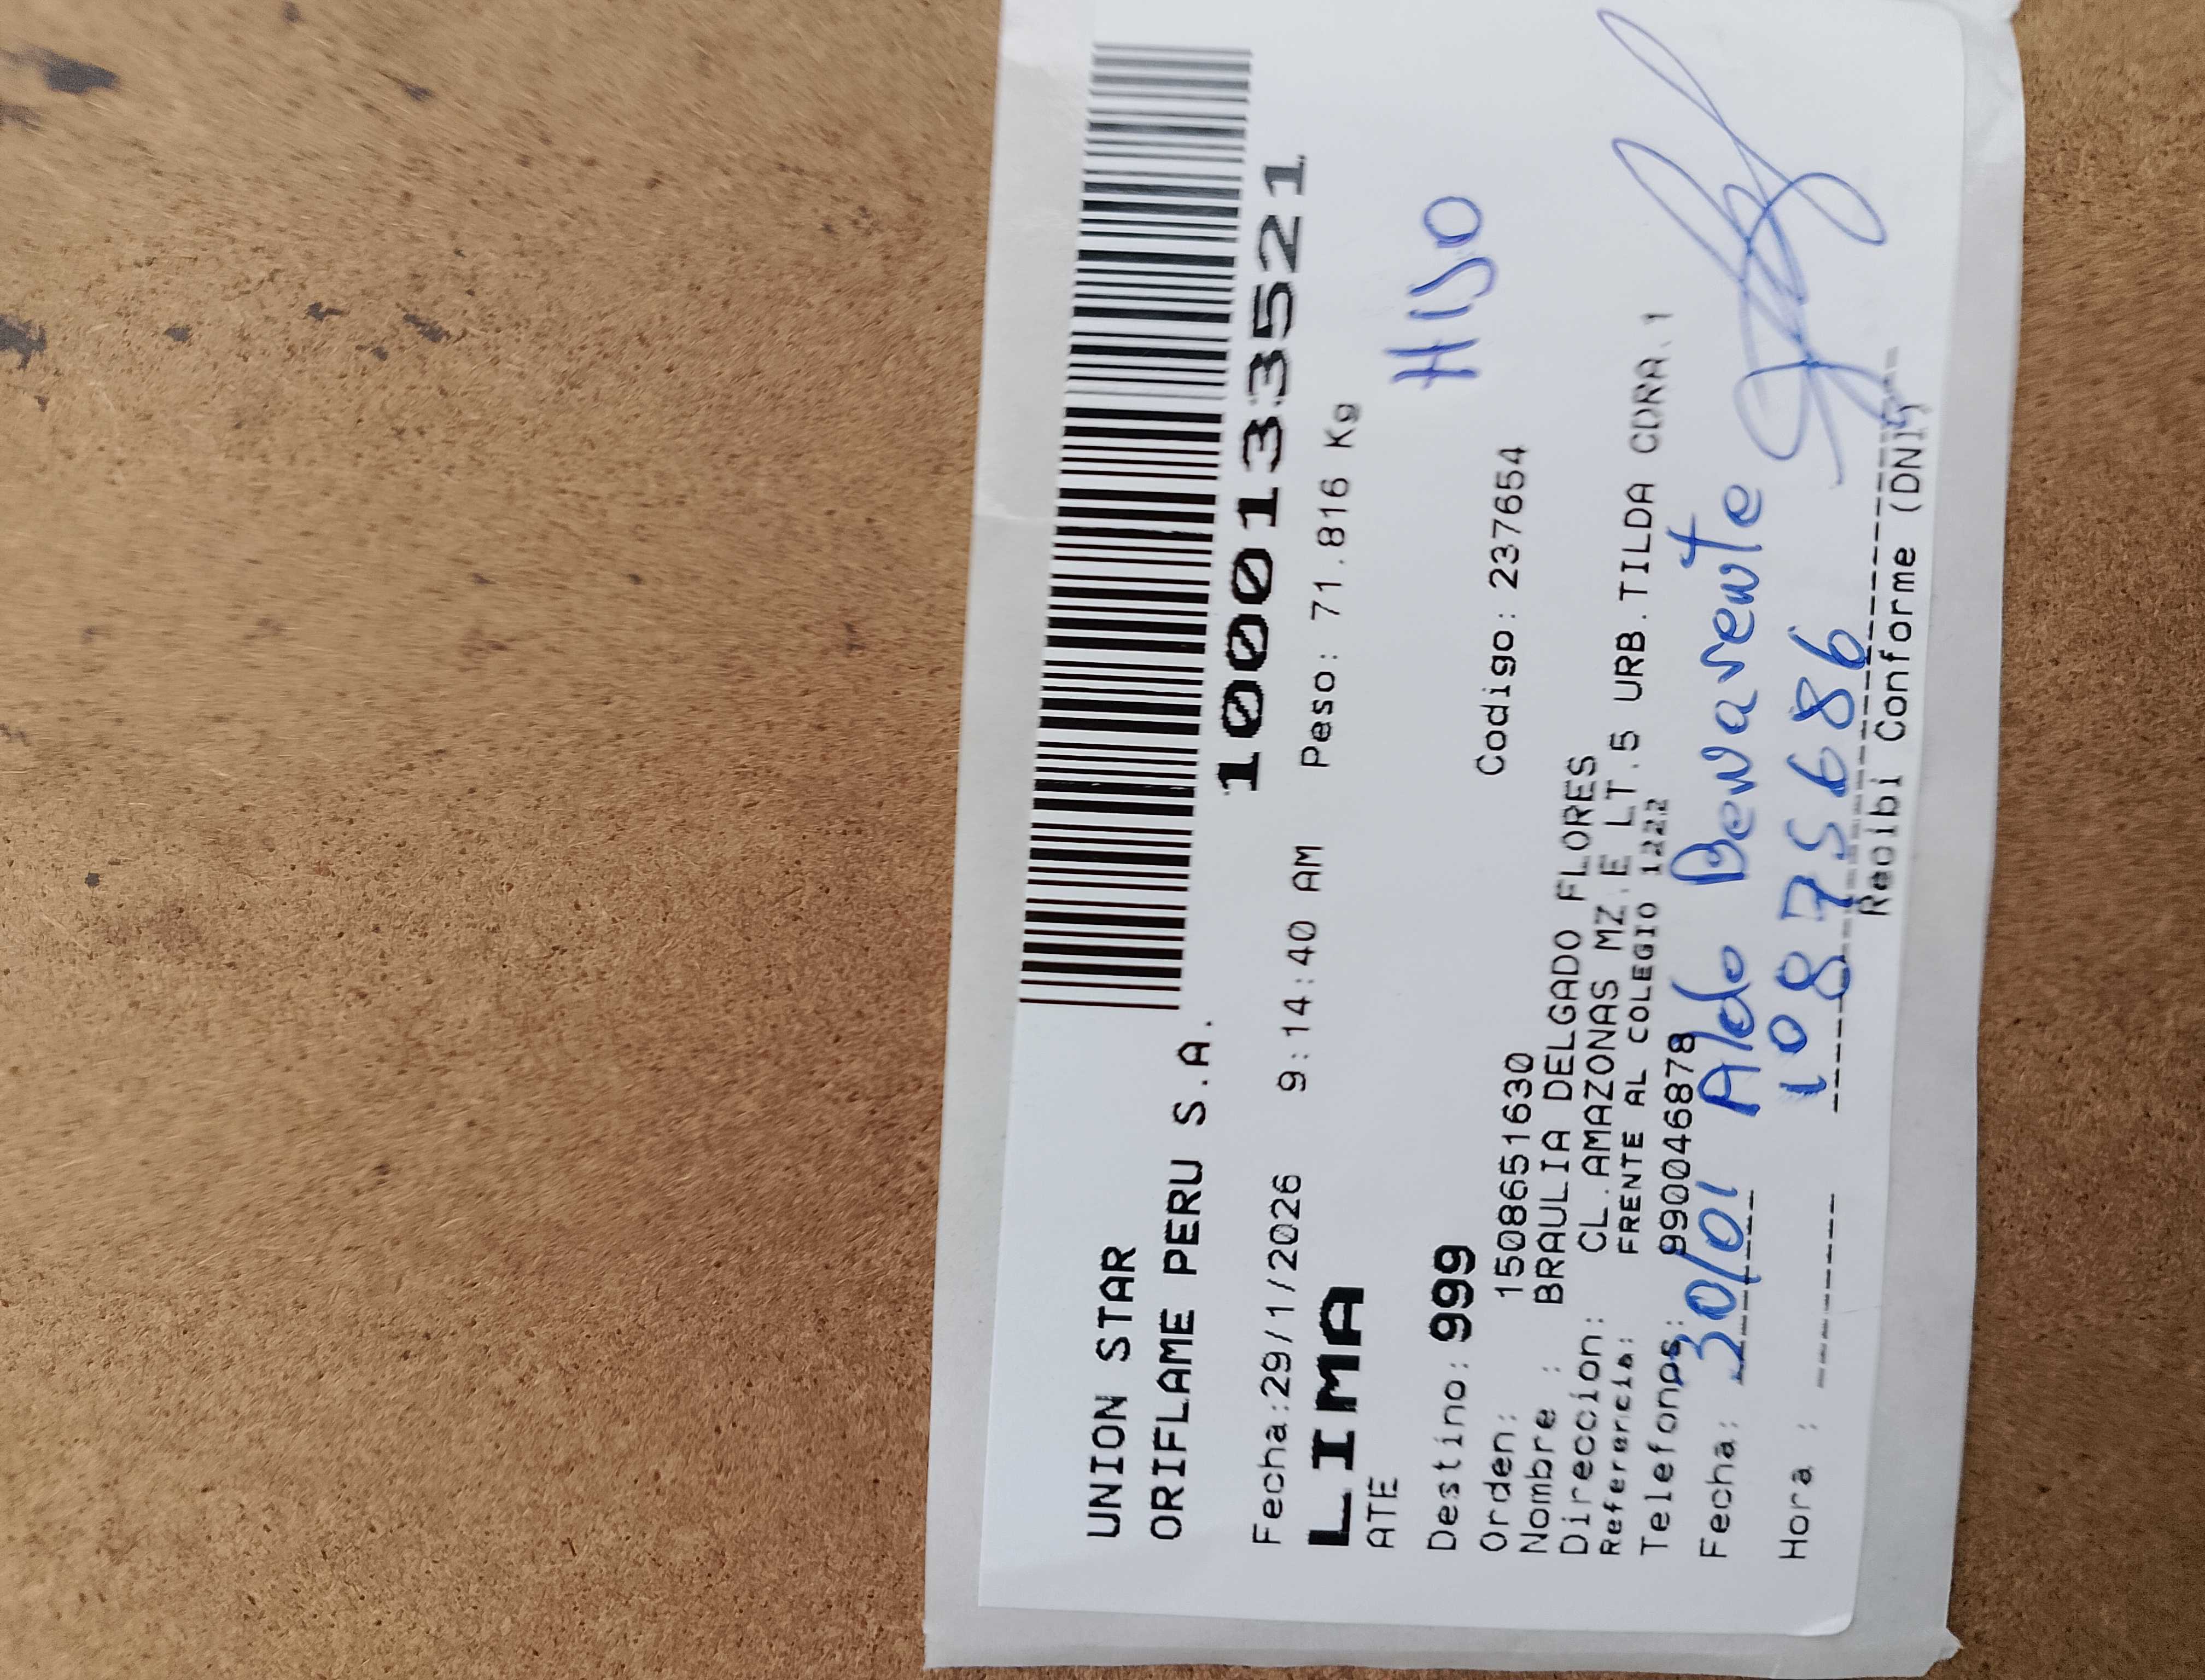 UNION STAR
ORIFLAME PERU S.A.
1000133521
Fecha:29/1/2026 9:14:40 AM Peso: 71.816 Kg
LIMA
ATE
HIJO
Destino: 999
Orden: 1508651630 Codigo: 237654
Nombre : BRAULIA DELGADO FLORES
Direccion: CL.AMAZONAS MZ.E LT.5 URB.TILDA CDRA.1
Referencia: FRENTE AL COLEGIO 1222
Telefonos: 990046878
Fecha: 30/01 Aldo Benavente
Hora : 10875686
Recibi Conforme (DNI)